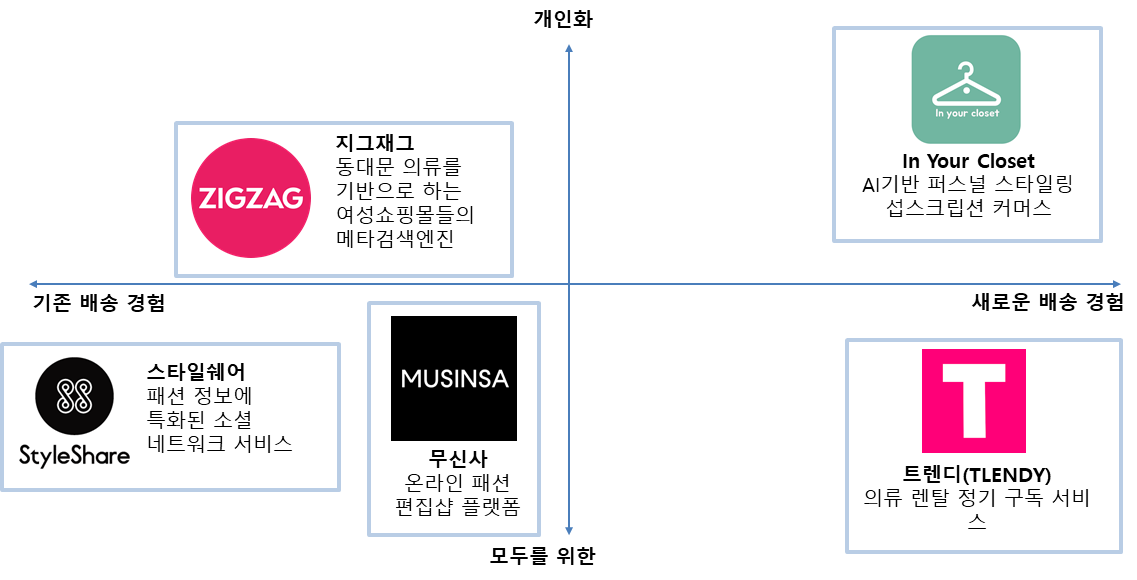 개인화
In your closet
In Your Closet
AI기반 퍼스널 스타일링
섭스크립션 커머스
ZIGZAG
지그재그
동대문 의류를
기반으로 하는
여성쇼핑몰들의
메타검색엔진
기존 배송 경험
새로운 배송 경험
StyleShare
스타일쉐어
패션 정보에
특화된 소셜
네트워크 서비스
MUSINSA
무신사
온라인 패션
편집샵 플랫폼
T
트렌디(TLENDY)
의류 렌탈 정기 구독 서비
스
모두를 위한